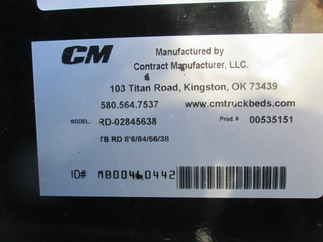 CM
Manufactured by
Contract Manufacturer, LLC.
103 Titan Road, Kingston, OK 73439
580.564.7537 www.cmtruckbeds.com
MODEL: RD-02845638 Prod.# 00535151
TB RD 8'6/84/56/38
ID# MB00460442